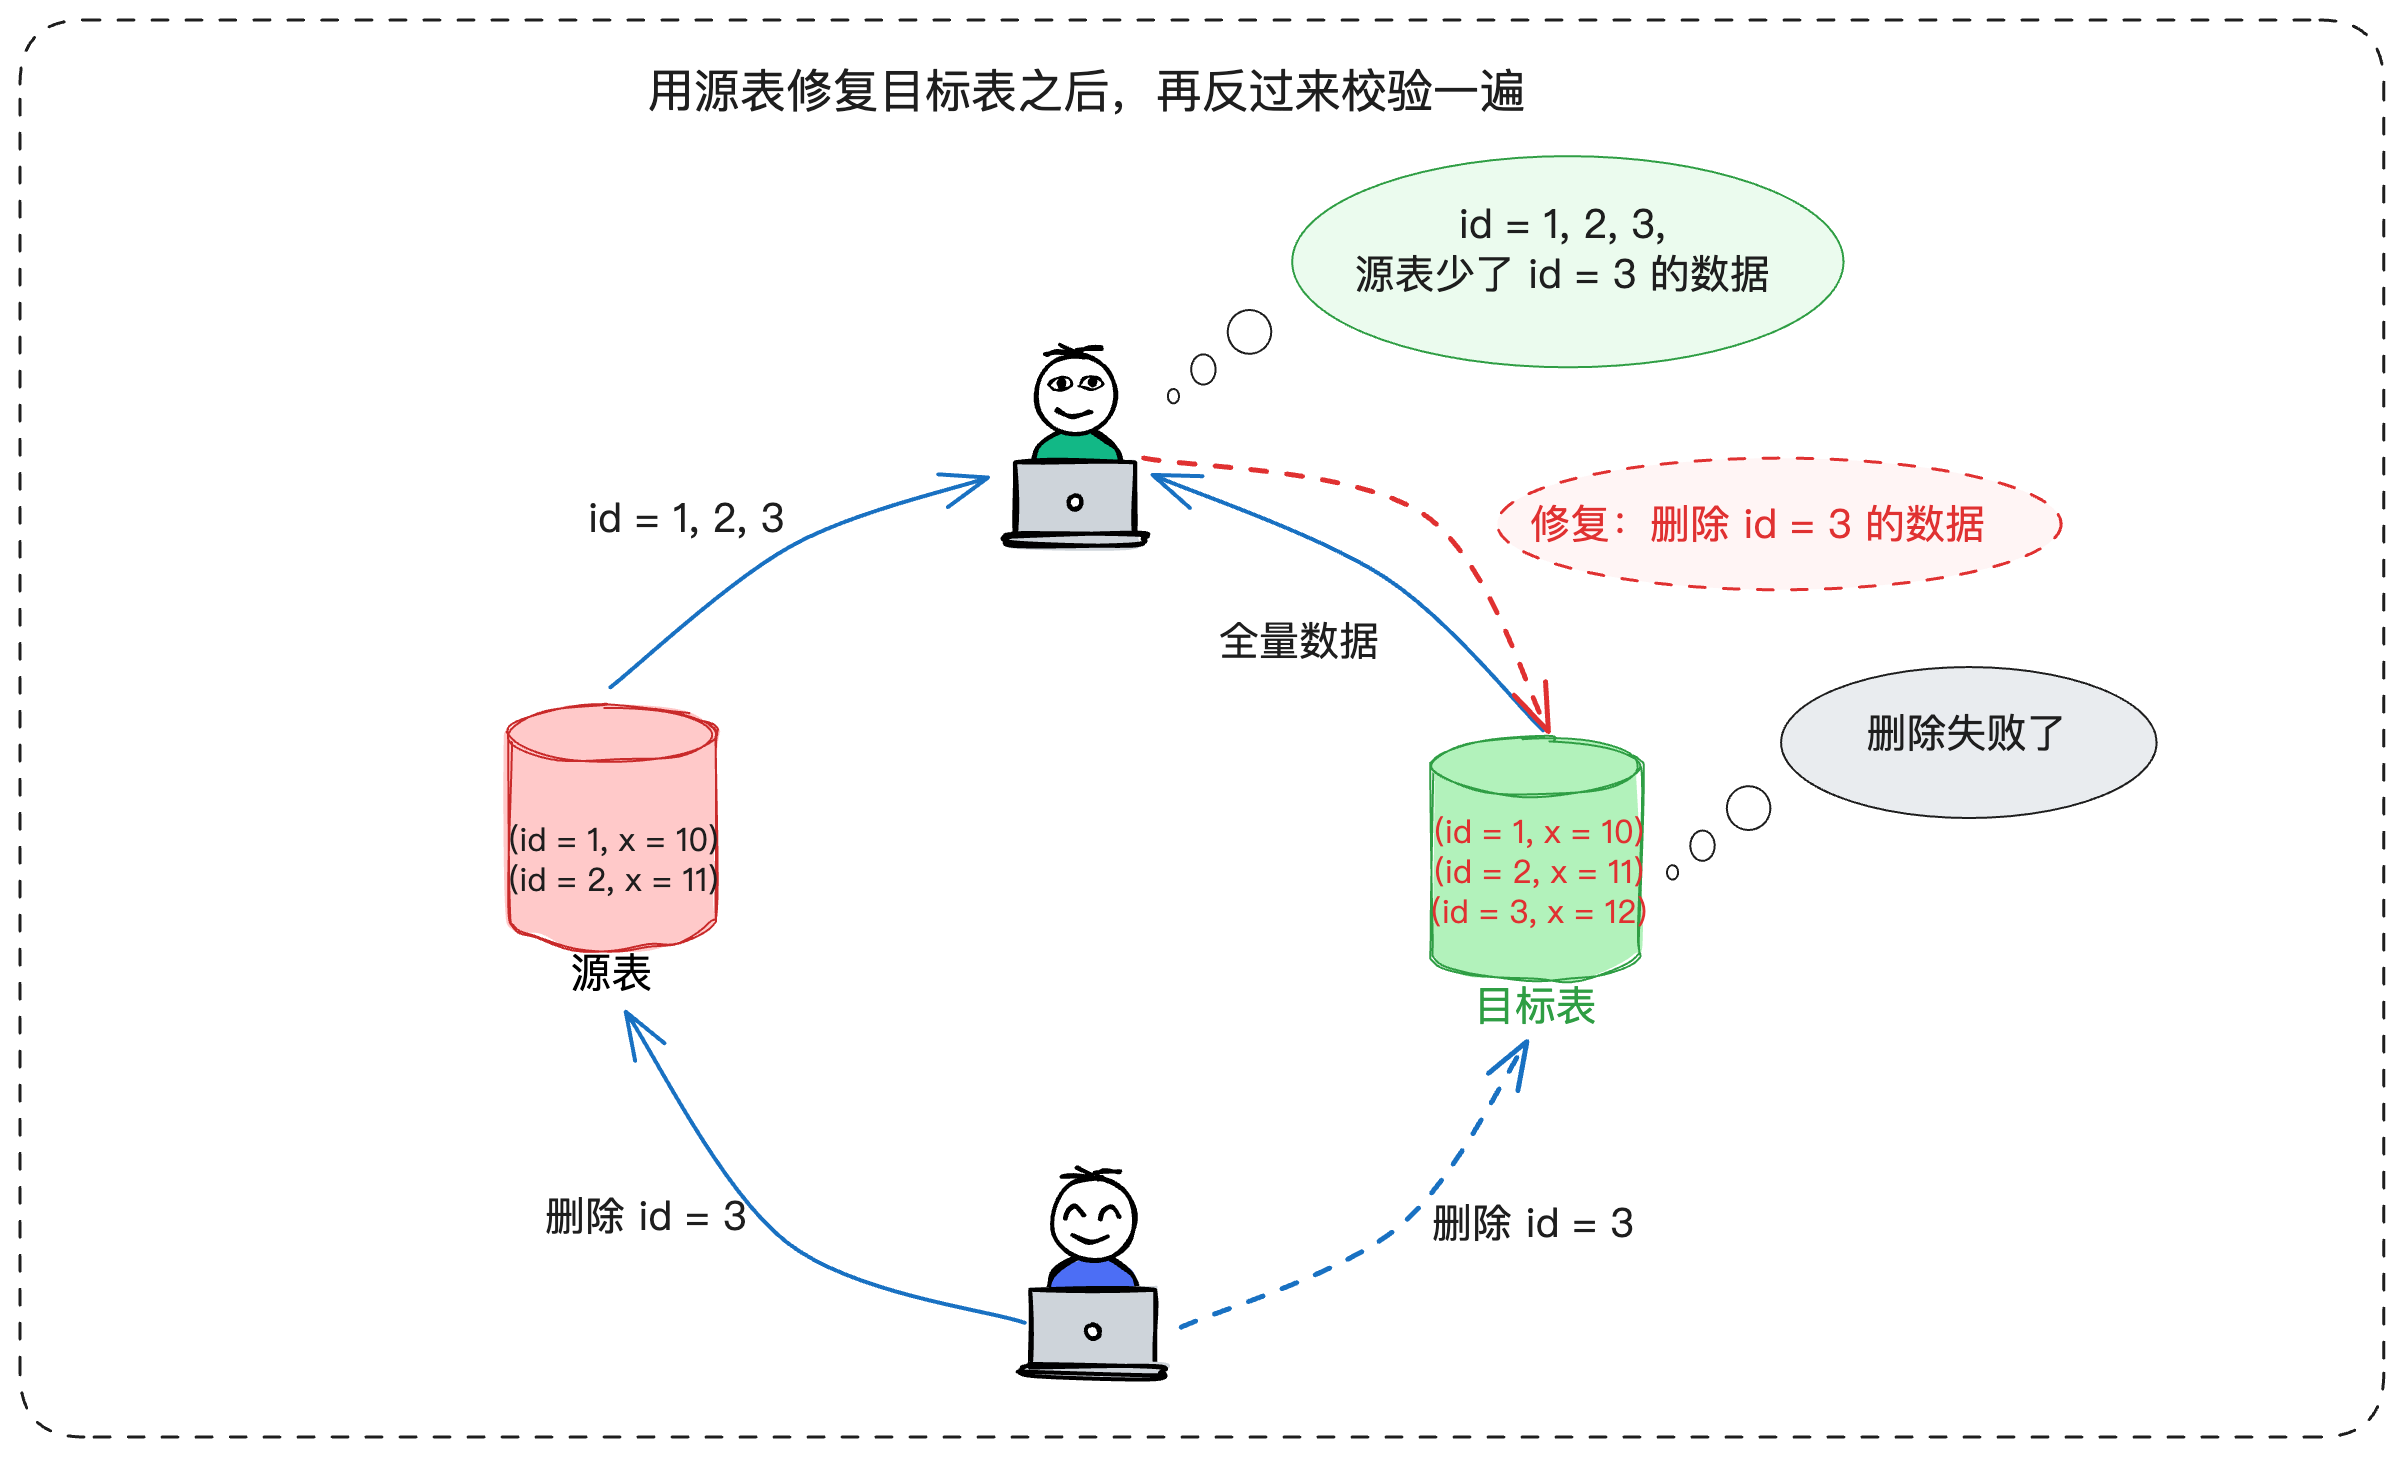 用源表修复目标表之后，再反过来校验一遍
id = 1, 2, 3,
源表少了 id = 3 的数据
id = 1, 2, 3
修复：删除 id = 3 的数据
全量数据
删除失败了
(id = 1, x = 10)
(id = 2, x = 11)
源表
(id = 1, x = 10)
(id = 2, x = 11)
(id = 3, x = 12)
目标表
删除 id = 3
删除 id = 3